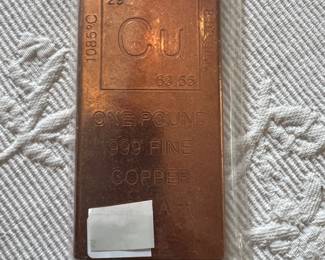 29
1085°C
Cu
63.55
ONE POUND
.999 FINE
COPPER